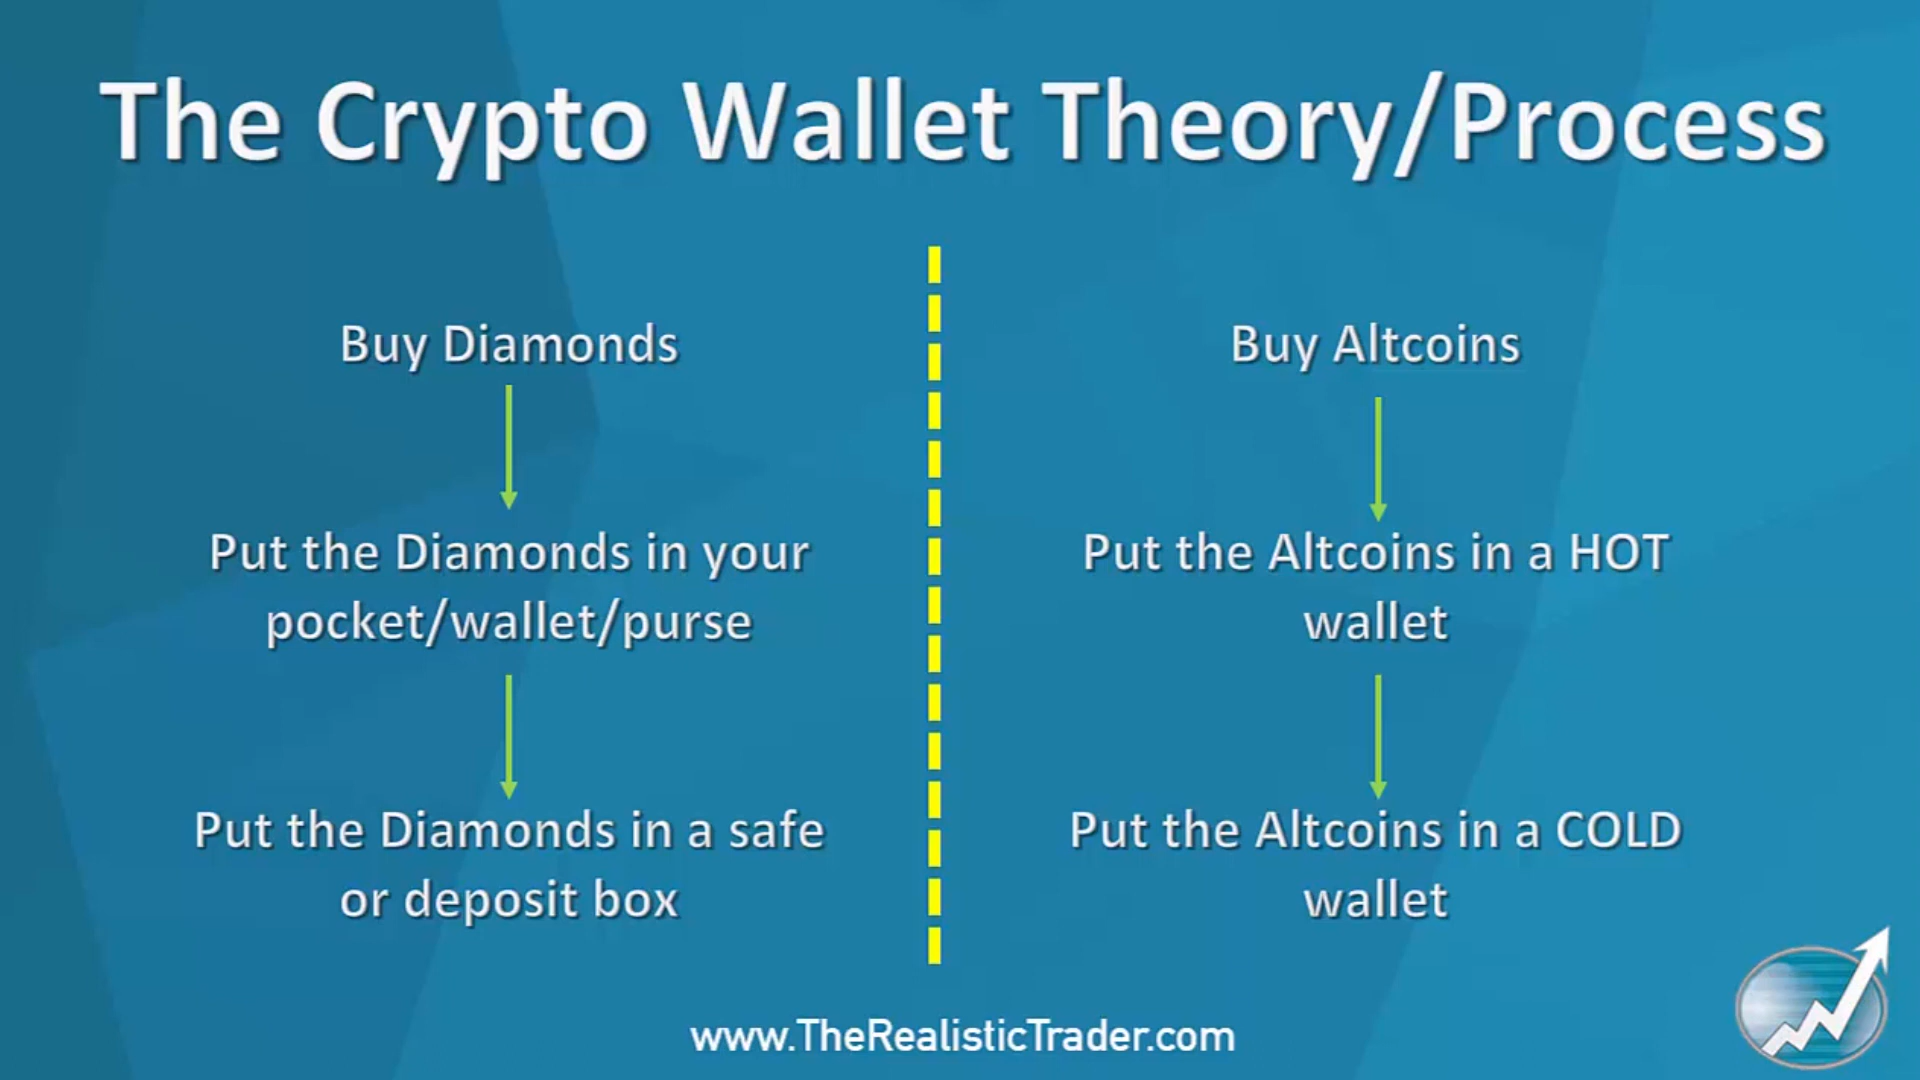 The Crypto Wallet Theory/Process
Buy Diamonds
Put the Diamonds in your
pocket/wallet/purse
Put the Diamonds in a safe
or deposit box
Buy Altcoins
Put the Altcoins in a HOT
wallet
Put the Altcoins in a COLD
wallet
www.TheRealisticTrader.com